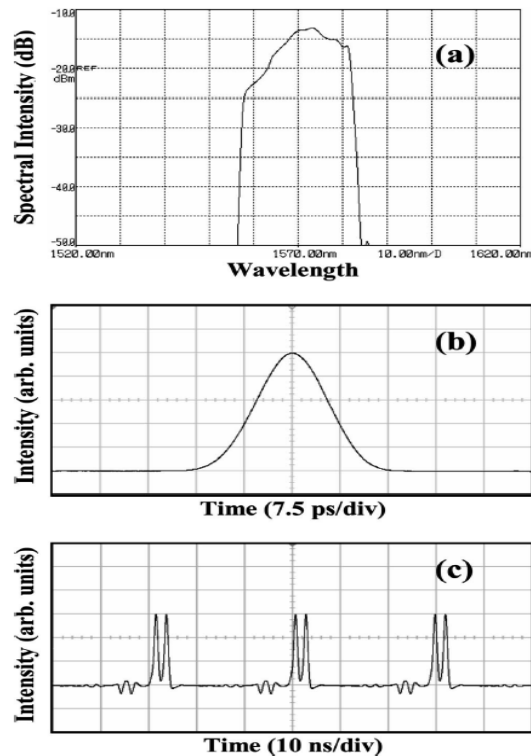 -10.0
(a)
-20.0
REF
dBm
-30.0
-40.0
-50.0
Spectral Intensity (dB)
1520.00nm 1570.00nm 10.00nm/D 1620.00nm
Wavelength
(b)
Intensity (arb. units)
Time (7.5 ps/div)
(c)
Intensity (arb. units)
Time (10 ns/div)